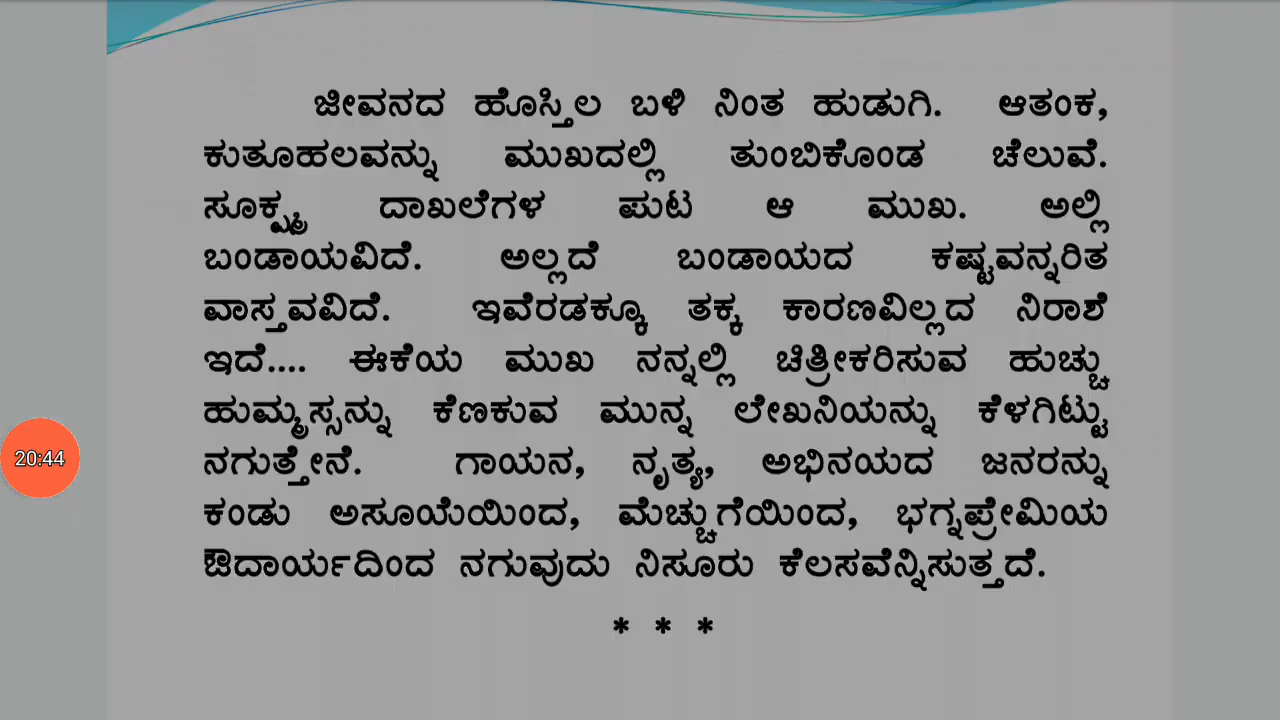 ಜೀವನದ ಹೊಸ್ತಿಲ ಬಳಿ ನಿಂತ ಹುಡುಗಿ. ಆತಂಕ,
ಕುತೂಹಲವನ್ನು ಮುಖದಲ್ಲಿ ತುಂಬಿಕೊಂಡ ಚೆಲುವೆ.
ಸೂಕ್ಷ್ಮ ದಾಖಲೆಗಳ ಪುಟ ಆ ಮುಖ. ಅಲ್ಲಿ
ಬಂಡಾಯವಿದೆ. ಅಲ್ಲದೆ ಬಂಡಾಯದ ಕಷ್ಟವನ್ನರಿತ
ವಾಸ್ತವವಿದೆ. ಇವೆರಡಕ್ಕೂ ತಕ್ಕ ಕಾರಣವಿಲ್ಲದ ನಿರಾಶೆ
ಇದೆ.... ಈಕೆಯ ಮುಖ ನನ್ನಲ್ಲಿ ಚಿತ್ರೀಕರಿಸುವ ಹುಚ್ಚು
ಹುಮ್ಮಸ್ಸನ್ನು ಕೆಣಕುವ ಮುನ್ನ ಲೇಖನಿಯನ್ನು ಕೆಳಗಿಟ್ಟು
20:44
ನಗುತ್ತೇನೆ. ಗಾಯನ, ನೃತ್ಯ, ಅಭಿನಯದ ಜನರನ್ನು
ಕಂಡು ಅಸೂಯೆಯಿಂದ, ಮೆಚ್ಚುಗೆಯಿಂದ, ಭಗ್ನಪ್ರೇಮಿಯ
ಔದಾರ್ಯದಿಂದ ನಗುವುದು ನಿಸೂರು ಕೆಲಸವೆನ್ನಿಸುತ್ತದೆ.
* * *